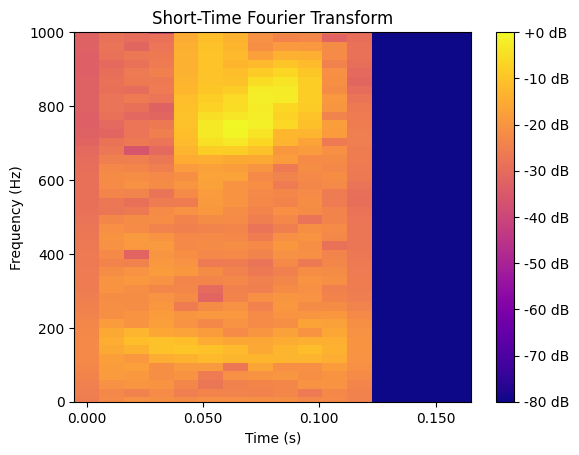 Short-Time Fourier Transform
1000
800
600
400
200
0
Frequency (Hz)
0.000
0.050
0.100
0.150
Time (s)
+0 dB
-10 dB
-20 dB
-30 dB
-40 dB
-50 dB
-60 dB
-70 dB
-80 dB